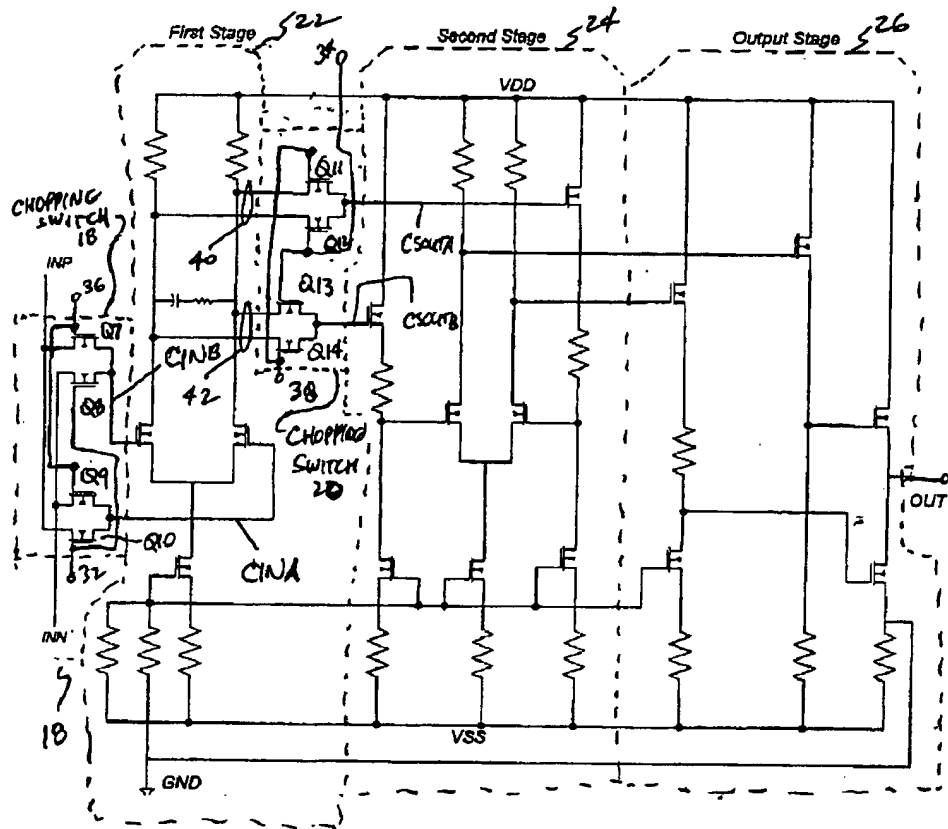 First Stage
22
34
Second Stage
24
Output Stage
26
VDD
Q11
CHOPPING
SWITCH
18
INP
40
Q12
CSOUTA
36
Q13
CSOUTB
Q7
CINB
Q14
42
38
Q8
CHOPPING
SWITCH
20
Q9
OUT
Q10
32
CINA
INN
18
VSS
GND